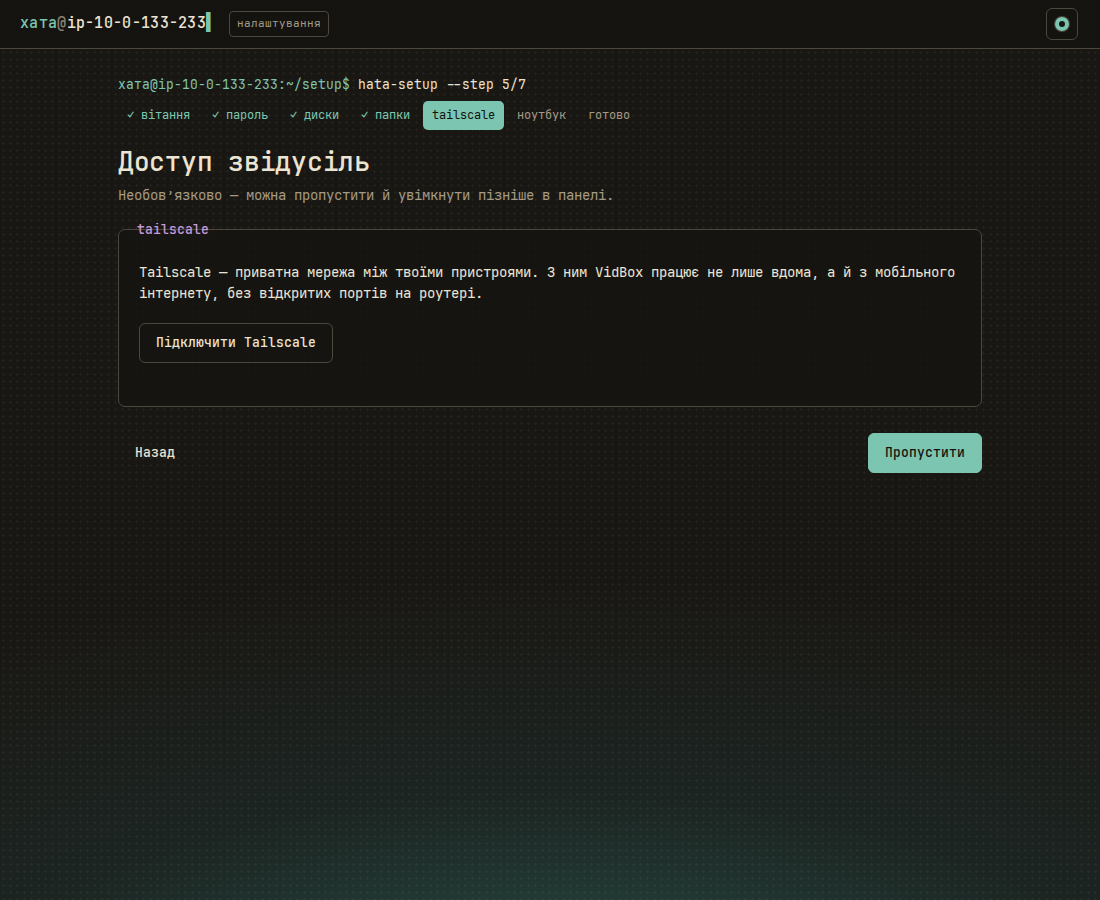 хата@ip-10-0-133-233
налаштування
хата@ip-10-0-133-233:~/setup$ hata-setup --step 5/7
✓ вітання ✓ пароль ✓ диски ✓ папки tailscale ноутбук готово
Доступ звідусіль
Необов’язково — можна пропустити й увімкнути пізніше в панелі.
tailscale
Tailscale — приватна мережа між твоїми пристроями. З ним VidBox працює не лише вдома, а й з мобільного
інтернету, без відкритих портів на роутері.
Підключити Tailscale
Назад
Пропустити